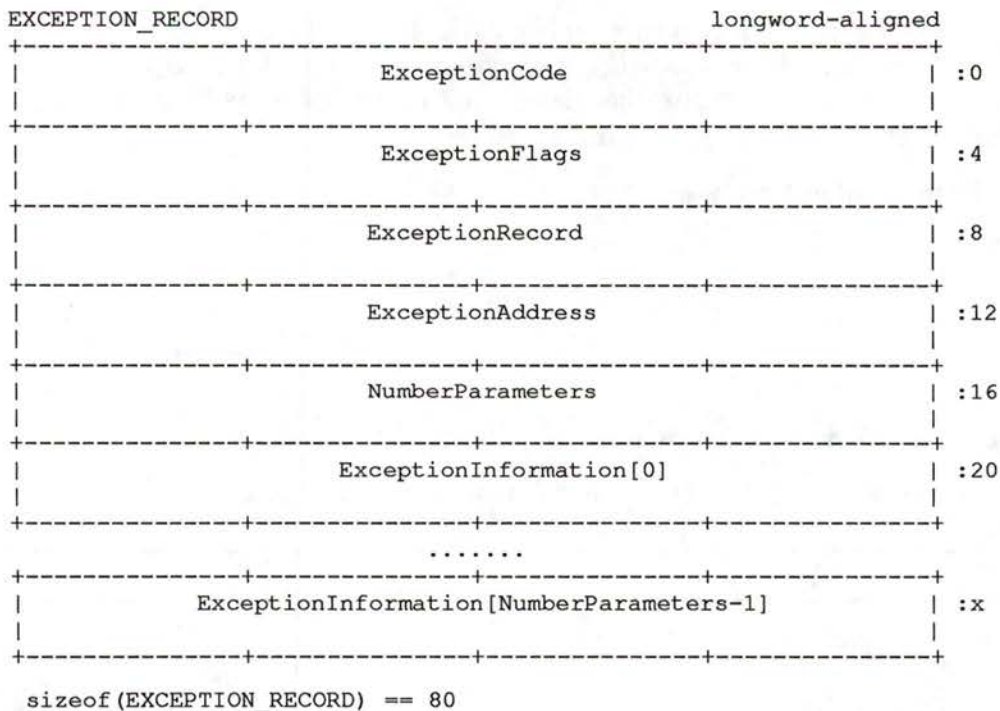 EXCEPTION_RECORD longword-aligned
+---------------+---------------+---------------+---------------+
| ExceptionCode | :0
| |
+---------------+---------------+---------------+---------------+
| ExceptionFlags | :4
| |
+---------------+---------------+---------------+---------------+
| ExceptionRecord | :8
| |
+---------------+---------------+---------------+---------------+
| ExceptionAddress | :12
| |
+---------------+---------------+---------------+---------------+
| NumberParameters | :16
| |
+---------------+---------------+---------------+---------------+
| ExceptionInformation[0] | :20
| |
+---------------+---------------+---------------+---------------+
.......
+---------------+---------------+---------------+---------------+
| ExceptionInformation[NumberParameters-1] | :x
| |
+---------------+---------------+---------------+---------------+
sizeof(EXCEPTION_RECORD) == 80